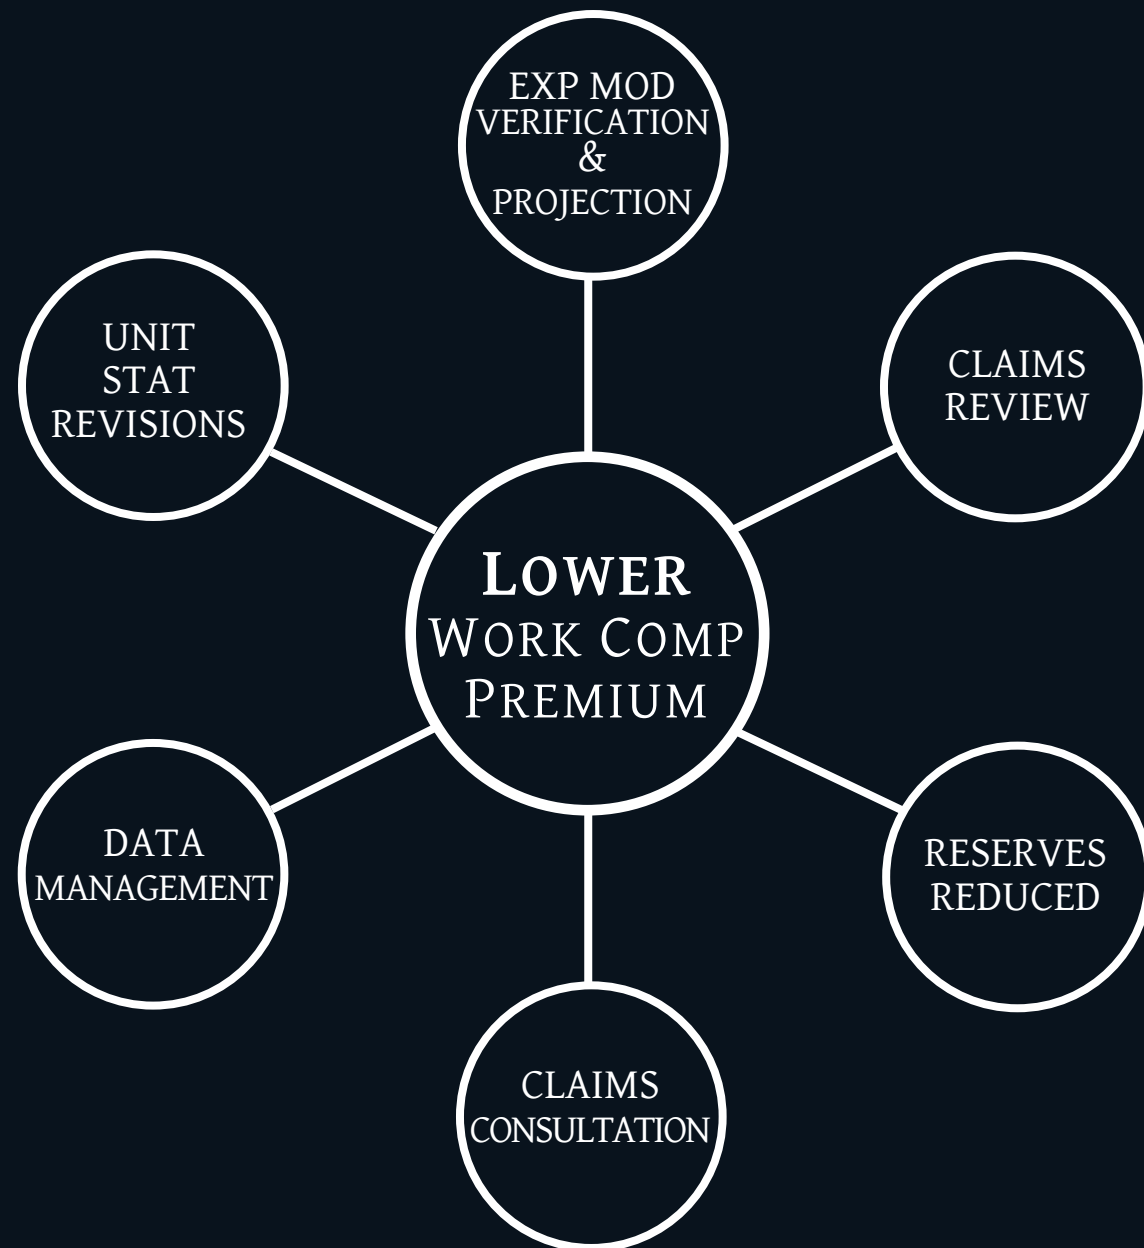 EXP MOD
VERIFICATION
&
PROJECTION
UNIT
STAT
REVISIONS
CLAIMS
REVIEW
LOWER
WORK COMP
PREMIUM
DATA
MANAGEMENT
RESERVES
REDUCED
CLAIMS
CONSULTATION